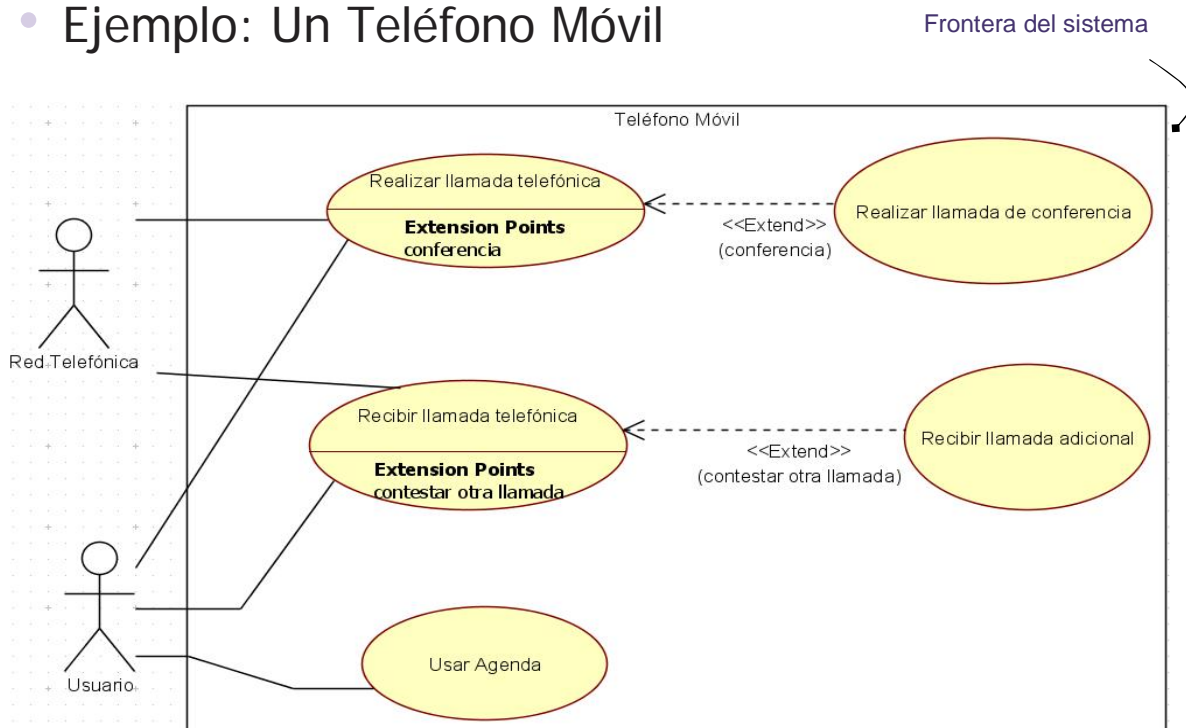 • Ejemplo: Un Teléfono Móvil
Frontera del sistema
Teléfono Móvil
Realizar llamada telefónica
Extension Points
conferencia
<<Extend>>
(conferencia)
Realizar llamada de conferencia
Red Telefónica
Recibir llamada telefónica
Extension Points
contestar otra llamada
<<Extend>>
(contestar otra llamada)
Recibir llamada adicional
Usuario
Usar Agenda